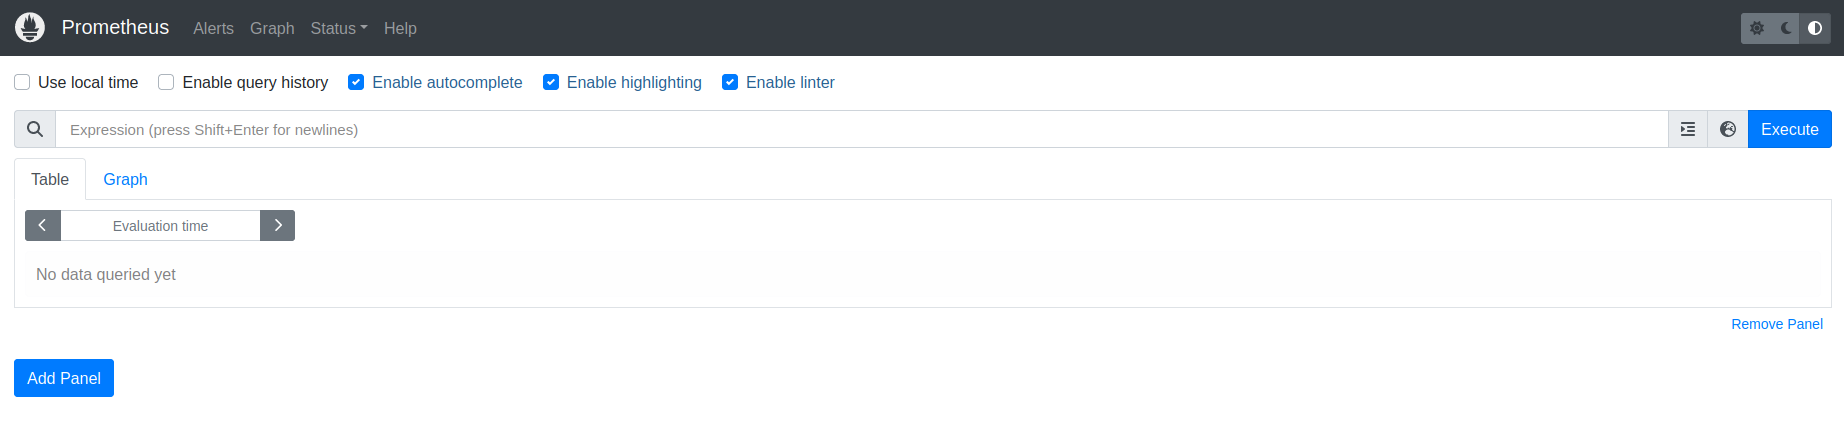 Prometheus Alerts Graph Status Help
Use local time Enable query history Enable autocomplete Enable highlighting Enable linter
Expression (press Shift+Enter for newlines) Execute
Table Graph
Evaluation time
No data queried yet
Remove Panel
Add Panel